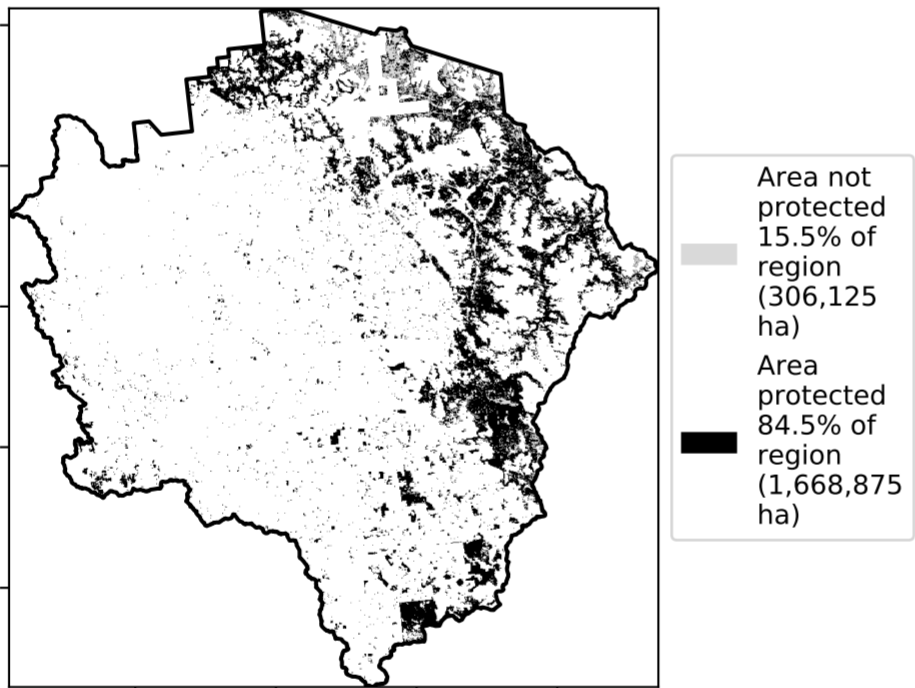 Area not
protected
15.5% of
region
(306,125
ha)
Area
protected
84.5% of
region
(1,668,875
ha)